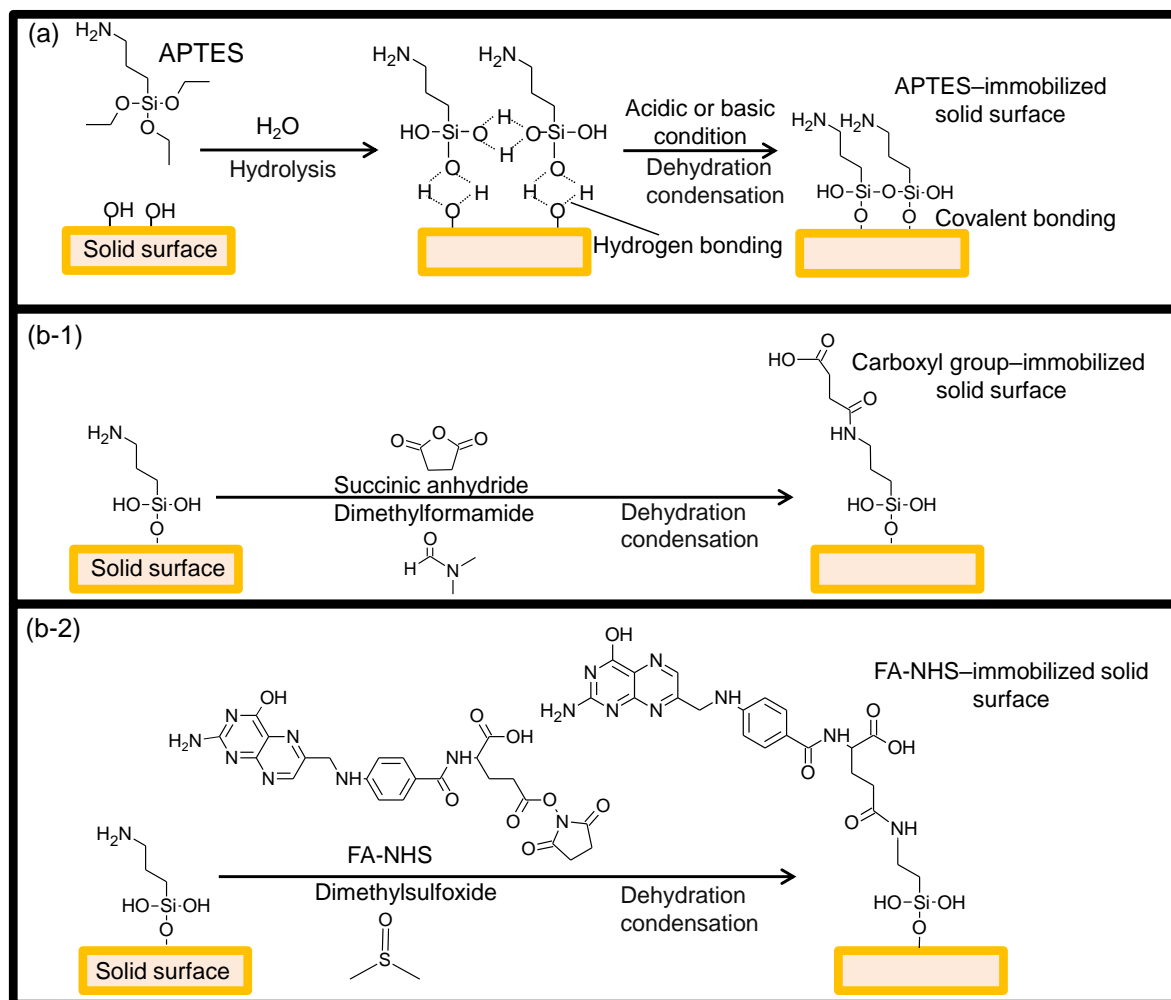 (a)
H2N
APTES
O
Si
O
O
OH OH
Solid surface
H2O
Hydrolysis
H2N
H2N
HO Si O
H
H
O Si OH
O
O
H H
H H
O
O
Hydrogen bonding
Acidic or basic
condition
Dehydration
condensation
APTES–immobilized
solid surface
H2N H2N
HO Si O Si OH
O O
Covalent bonding
(b-1)
H2N
HO Si OH
O
Solid surface
O O O
Succinic anhydride
Dimethylformamide
O
H N
Dehydration
condensation
O
HO
O
HN
HO Si OH
O
Carboxyl group–immobilized
solid surface
(b-2)
H2N
HO Si OH
O
Solid surface
OH
N N
H2N N N
NH
O
HN
O
OH
O
O
N
O
O
FA-NHS
Dimethylsulfoxide
O
S
Dehydration
condensation
OH
N N
H2N N N
NH
O
HN
O
OH
O
NH
HO Si OH
O
FA-NHS–immobilized solid
surface